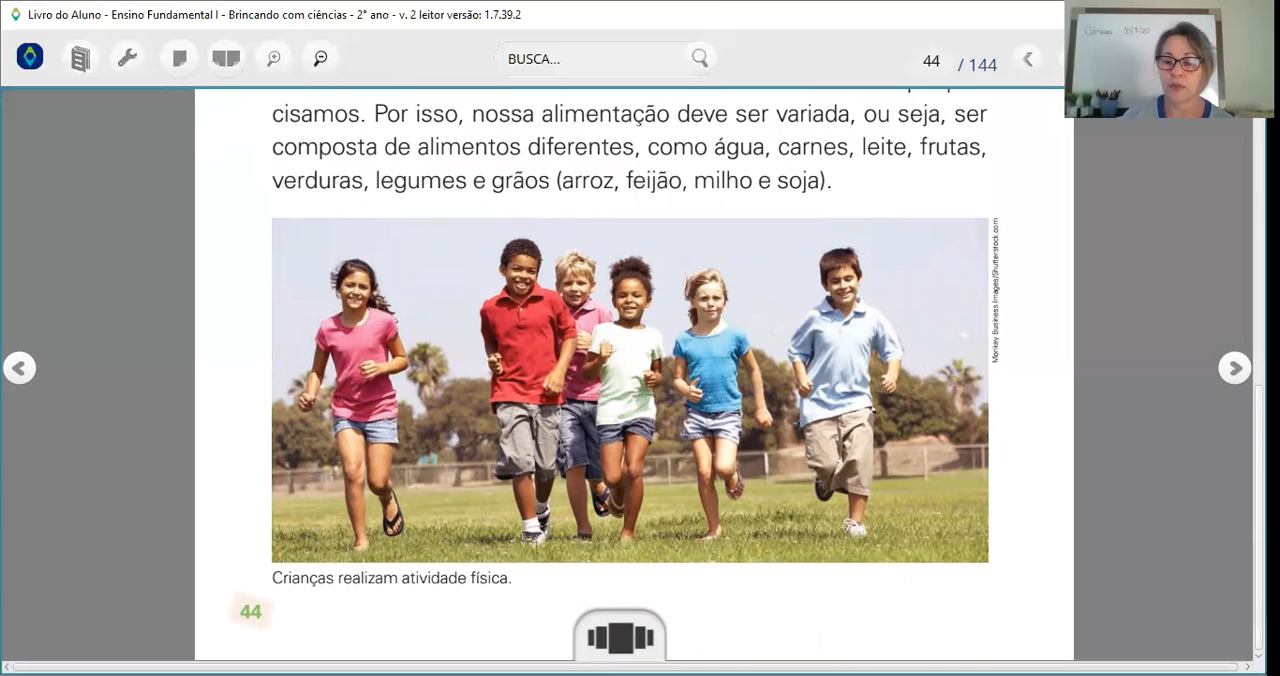 Livro do Aluno - Ensino Fundamental I - Brincando com ciências - 2° ano - v. 2 leitor versão: 1.7.39.2
BUSCA...
44 / 144
cisamos. Por isso, nossa alimentação deve ser variada, ou seja, ser
composta de alimentos diferentes, como água, carnes, leite, frutas,
verduras, legumes e grãos (arroz, feijão, milho e soja).
Monkey Business Images/Shutterstock.com
Crianças realizam atividade física.
44